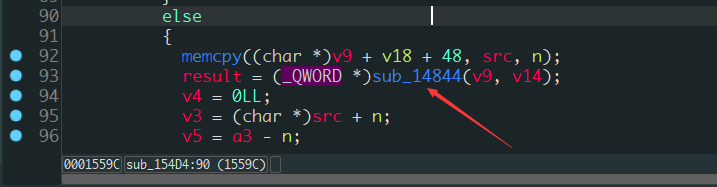 90 else
91 {
92 memcpy((char *)v9 + v18 + 48, src, n);
93 result = (_QWORD *)sub_14844(v9, v14);
94 v4 = 0LL;
95 v3 = (char *)src + n;
96 v5 = a3 - n;
0001559C sub_154D4:90 (1559C)